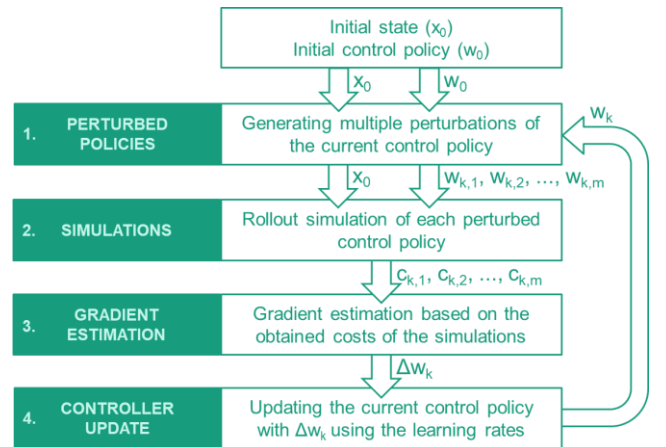 Initial state (x₀)
Initial control policy (w₀)
x₀
w₀
wₖ
1. PERTURBED
POLICIES
Generating multiple perturbations of
the current control policy
x₀
wₖ,₁, wₖ,₂, ..., wₖ,ₘ
2. SIMULATIONS
Rollout simulation of each perturbed
control policy
cₖ,₁, cₖ,₂, ..., cₖ,ₘ
3. GRADIENT
ESTIMATION
Gradient estimation based on the
obtained costs of the simulations
Δwₖ
4. CONTROLLER
UPDATE
Updating the current control policy
with Δwₖ using the learning rates